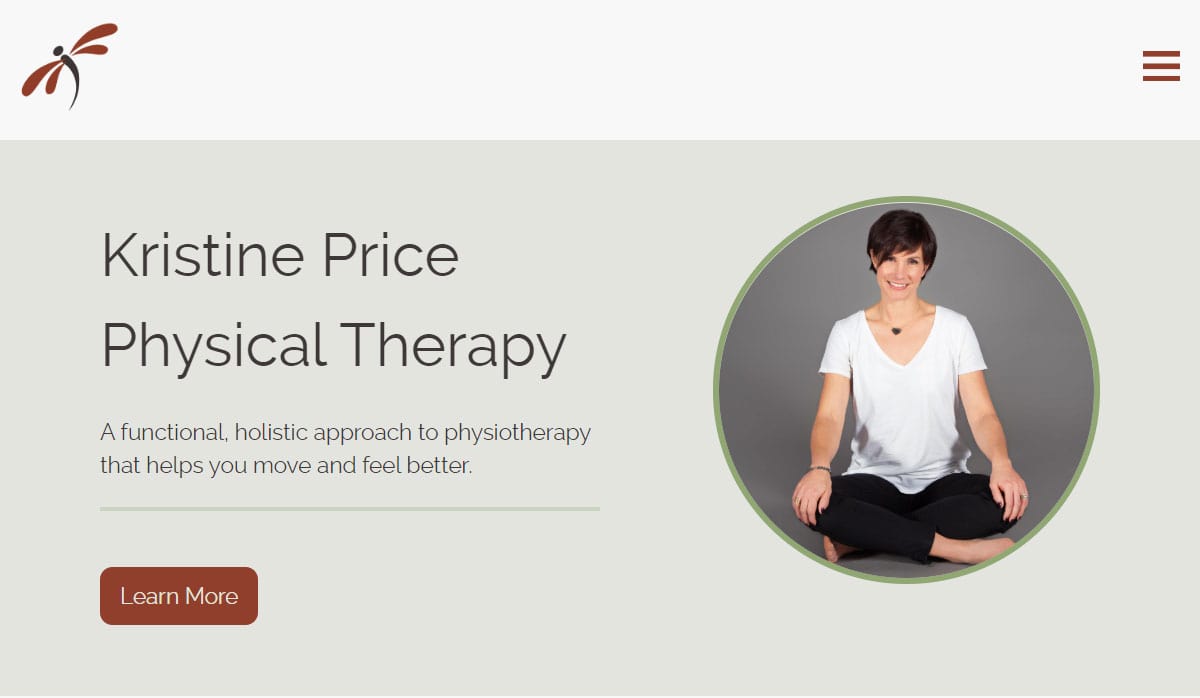 Kristine Price
Physical Therapy
A functional, holistic approach to physiotherapy
that helps you move and feel better.
Learn More